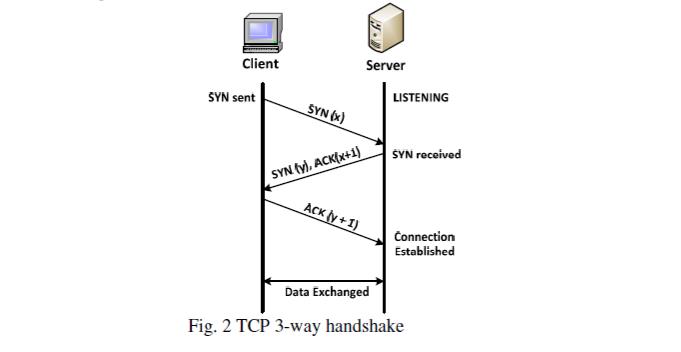 Client
Server
SYN sent
LISTENING
SYN (x)
SYN (y), ACK(x+1)
SYN received
ACK (y + 1)
Connection
Established
Data Exchanged
Fig. 2 TCP 3-way handshake